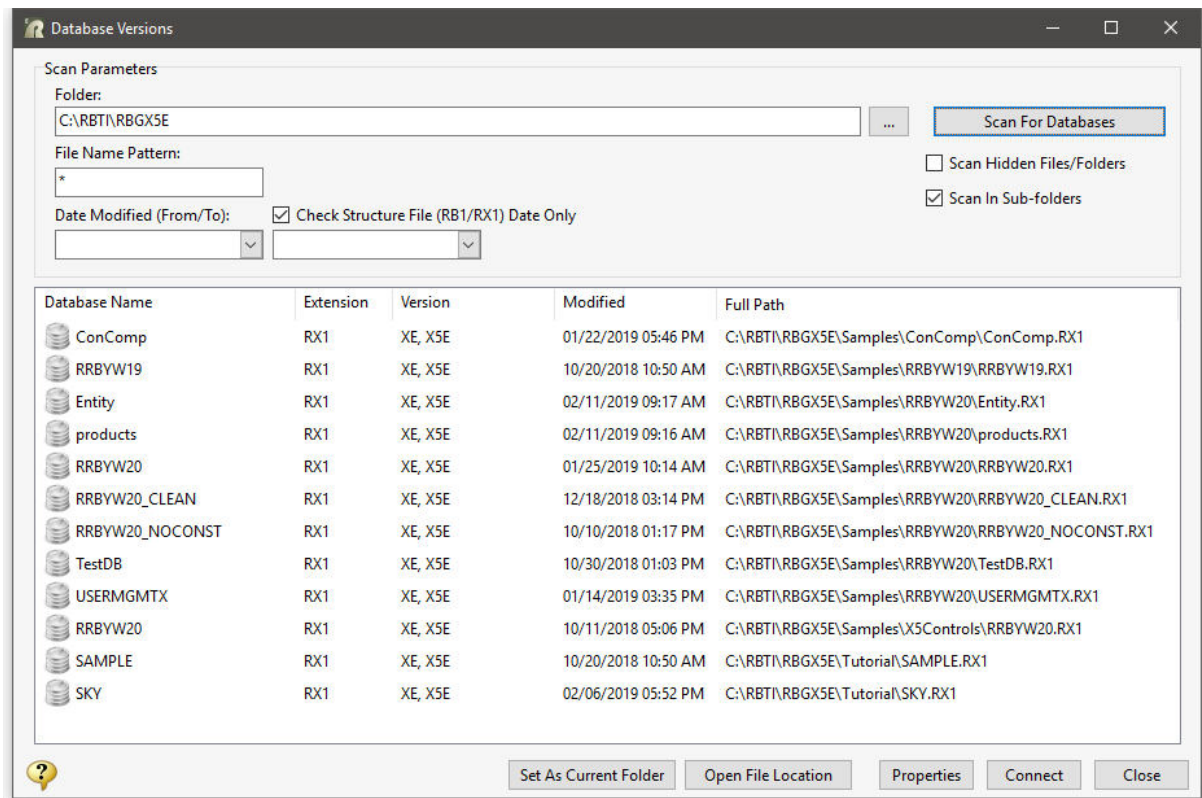 Database Versions
Scan Parameters
Folder:
C:\RBTI\RBGX5E
...
Scan For Databases
File Name Pattern:
*
Scan Hidden Files/Folders
Scan In Sub-folders
Date Modified (From/To):
Check Structure File (RB1/RX1) Date Only
Database Name Extension Version Modified Full Path
ConComp RX1 XE, X5E 01/22/2019 05:46 PM C:\RBTI\RBGX5E\Samples\ConComp\ConComp.RX1
RRBYW19 RX1 XE, X5E 10/20/2018 10:50 AM C:\RBTI\RBGX5E\Samples\RRBYW19\RRBYW19.RX1
Entity RX1 XE, X5E 02/11/2019 09:17 AM C:\RBTI\RBGX5E\Samples\RRBYW20\Entity.RX1
products RX1 XE, X5E 02/11/2019 09:16 AM C:\RBTI\RBGX5E\Samples\RRBYW20\products.RX1
RRBYW20 RX1 XE, X5E 01/25/2019 10:14 AM C:\RBTI\RBGX5E\Samples\RRBYW20\RRBYW20.RX1
RRBYW20_CLEAN RX1 XE, X5E 12/18/2018 03:14 PM C:\RBTI\RBGX5E\Samples\RRBYW20\RRBYW20_CLEAN.RX1
RRBYW20_NOCONST RX1 XE, X5E 10/10/2018 01:17 PM C:\RBTI\RBGX5E\Samples\RRBYW20\RRBYW20_NOCONST.RX1
TestDB RX1 XE, X5E 10/30/2018 01:03 PM C:\RBTI\RBGX5E\Samples\RRBYW20\TestDB.RX1
USERMGMTX RX1 XE, X5E 01/14/2019 03:35 PM C:\RBTI\RBGX5E\Samples\RRBYW20\USERMGMTX.RX1
RRBYW20 RX1 XE, X5E 10/11/2018 05:06 PM C:\RBTI\RBGX5E\Samples\X5Controls\RRBYW20.RX1
SAMPLE RX1 XE, X5E 10/20/2018 10:50 AM C:\RBTI\RBGX5E\Tutorial\SAMPLE.RX1
SKY RX1 XE, X5E 02/06/2019 05:52 PM C:\RBTI\RBGX5E\Tutorial\SKY.RX1
? Set As Current Folder Open File Location Properties Connect Close